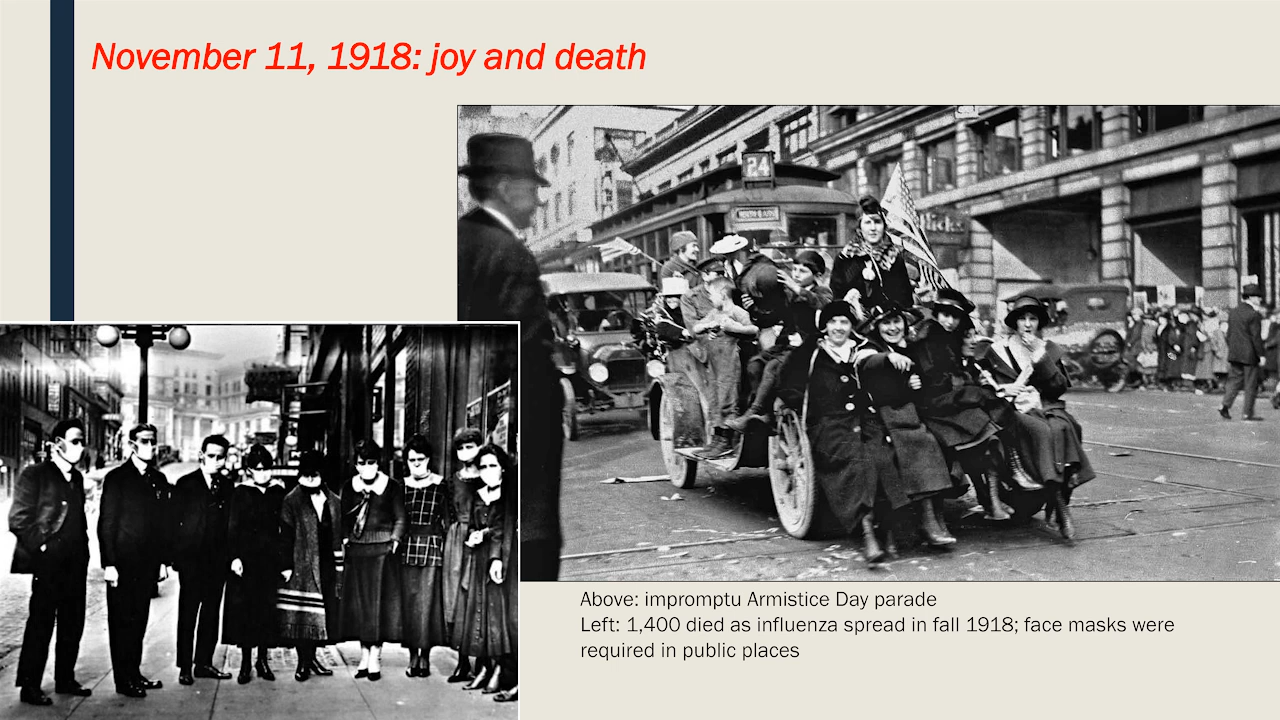 November 11, 1918: joy and death
24
Above: impromptu Armistice Day parade
Left: 1,400 died as influenza spread in fall 1918; face masks were
required in public places